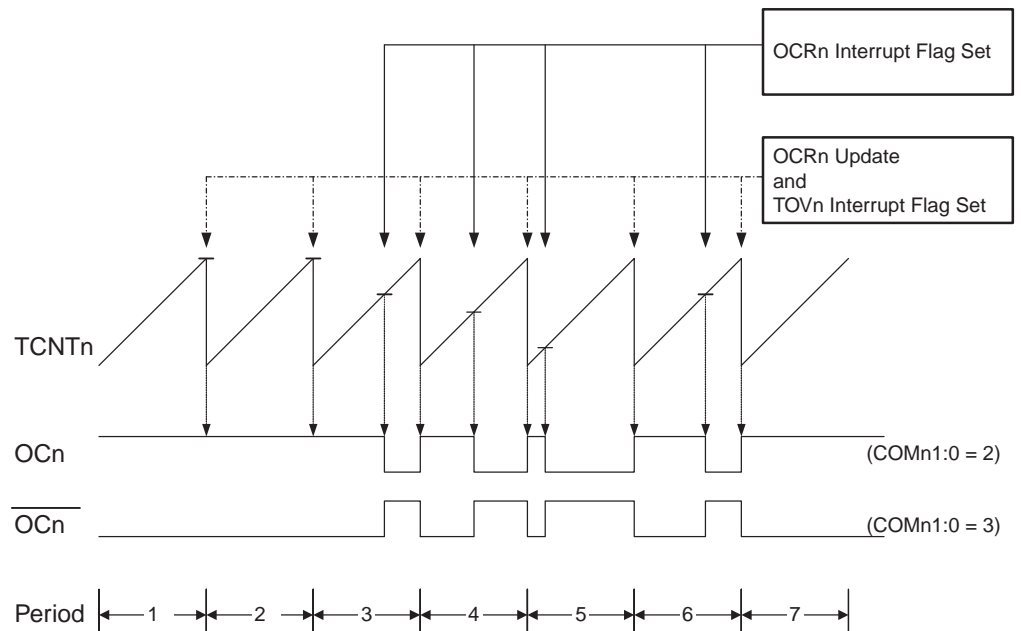 OCRn Interrupt Flag Set
OCRn Update
and
TOVn Interrupt Flag Set
TCNTn
OCn
(COMn1:0 = 2)
OCn
(COMn1:0 = 3)
Period
1
2
3
4
5
6
7